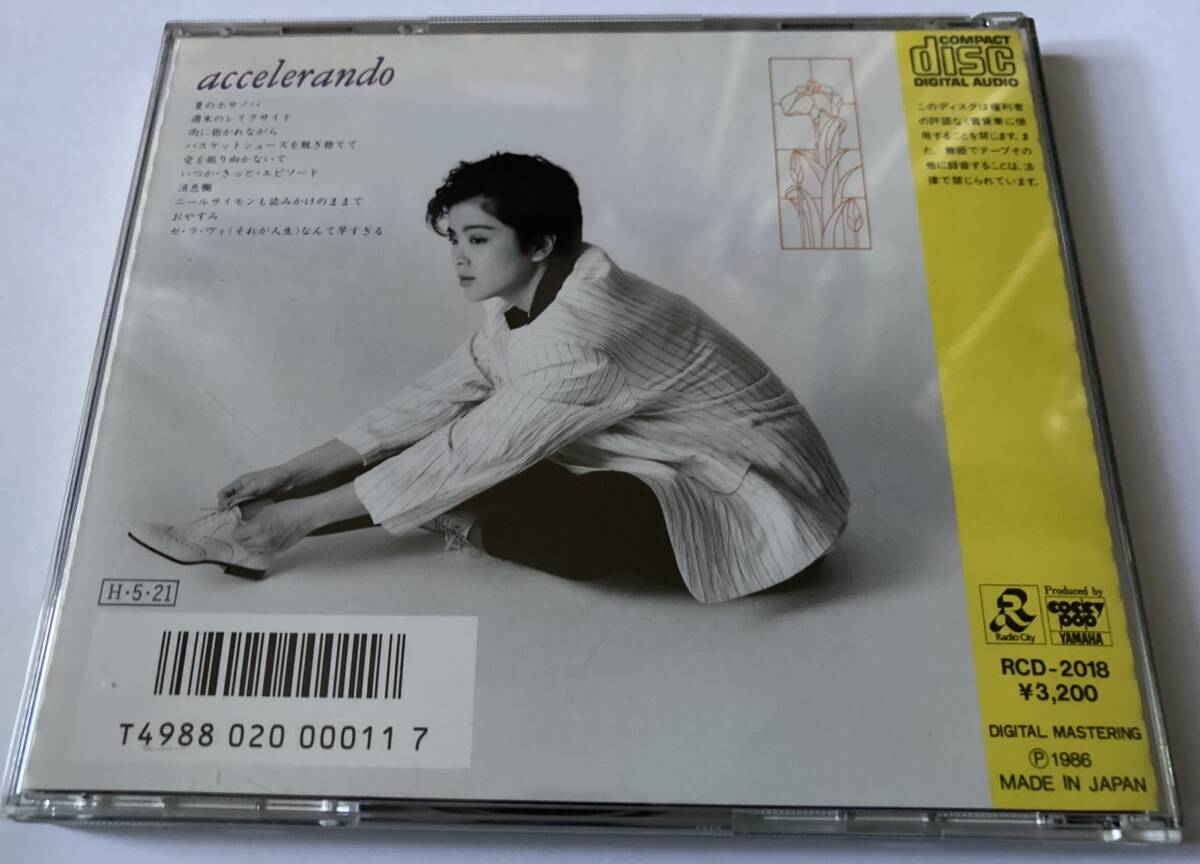 accelerando
夏のボサノバ
週末のレイクサイド
雨に抱かれながら
バスケットシューズを脱ぎ捨てて
愛を振り向かないで
いつか・きっと・エピソード
消息欄
ニールサイモンも読みかけのままで
おやすみ
セ・ラ・ヴィ(それが人生)なんて早すぎる
COMPACT
disc
DIGITAL AUDIO
このディスクは権利者
の許諾なく賃貸業に使
用することを禁じます。ま
た、無断でテープその
他に録音することは、法
律で禁じられています。
H・5・21
T4988 020 00011 7
Radio City
Produced by
cocky
pop
YAMAHA
RCD-2018
¥3,200
DIGITAL MASTERING
Ⓟ1986
MADE IN JAPAN